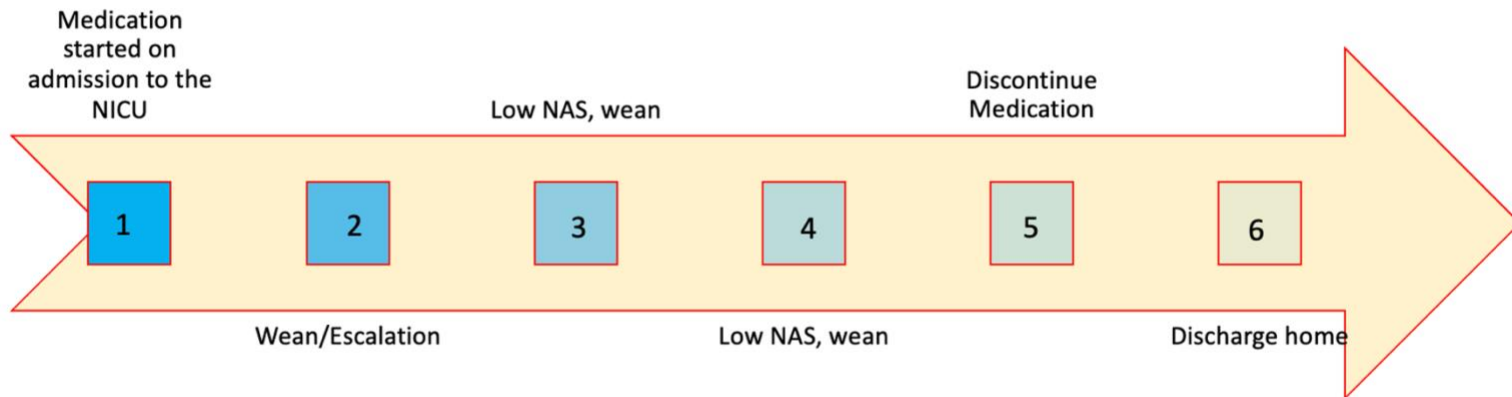 Medication
started on
admission to the
NICU
Low NAS, wean
Discontinue
Medication
1
2
3
4
5
6
Wean/Escalation
Low NAS, wean
Discharge home